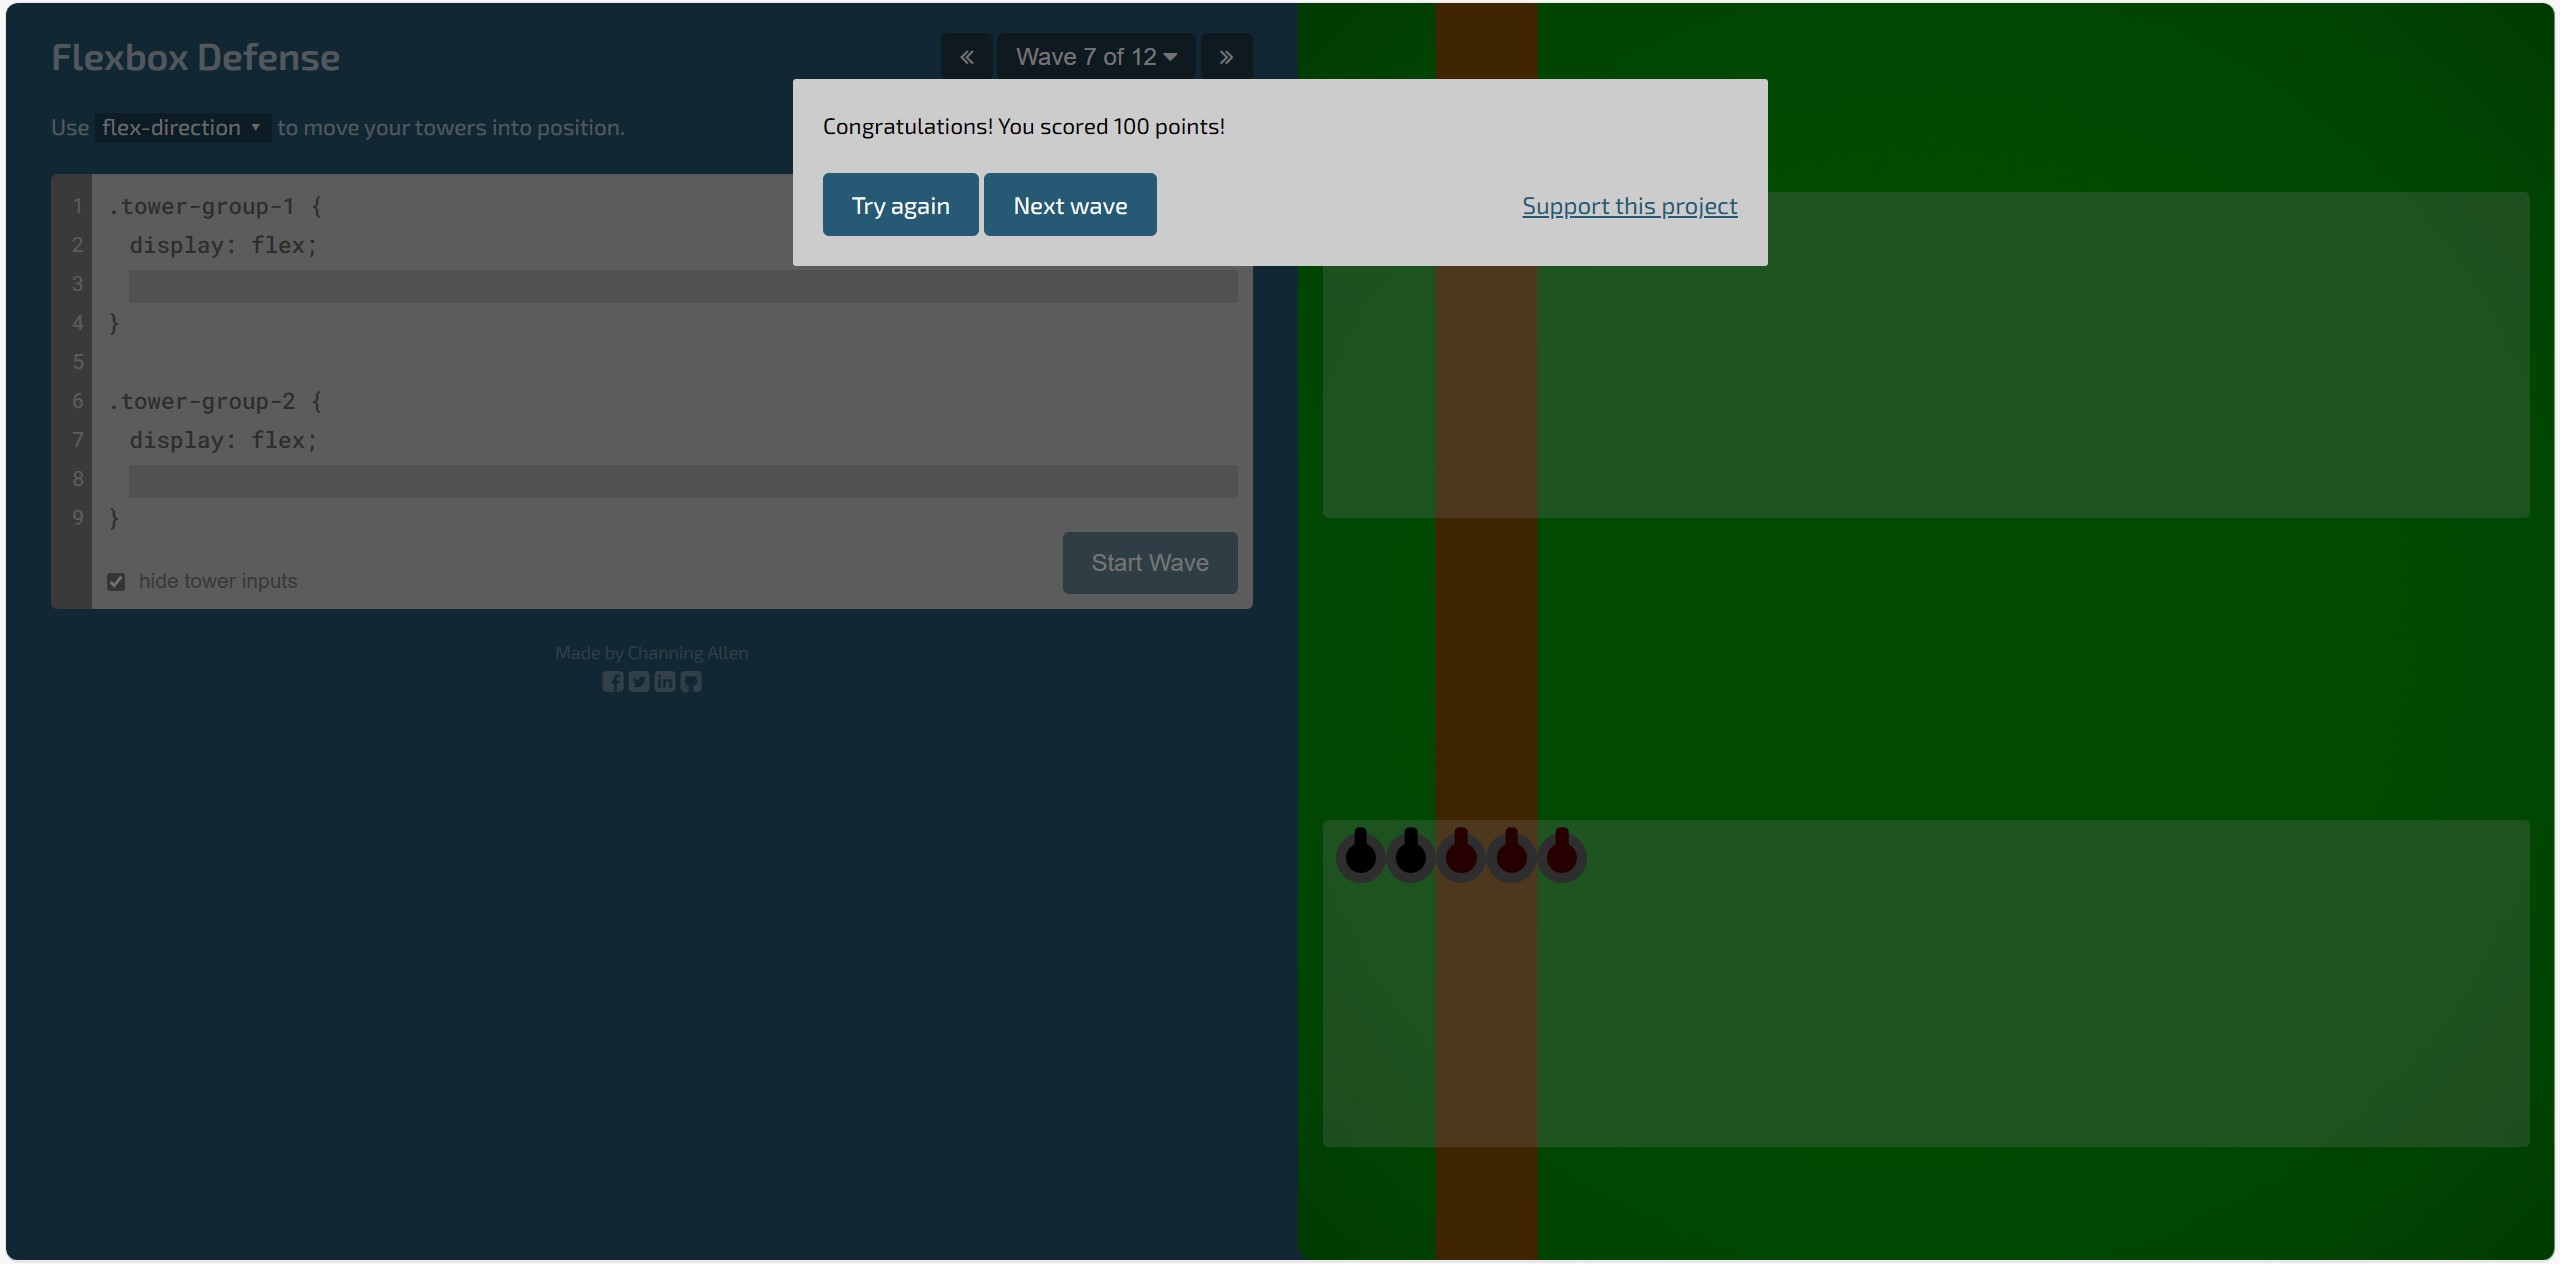 Flexbox Defense
« Wave 7 of 12 »
Use flex-direction to move your towers into position.
Congratulations! You scored 100 points!
Try again Next wave Support this project
1 .tower-group-1 {
2 display: flex;
3
4 }
5
6 .tower-group-2 {
7 display: flex;
8
9 }
Start Wave
hide tower inputs
Made by Channing Allen